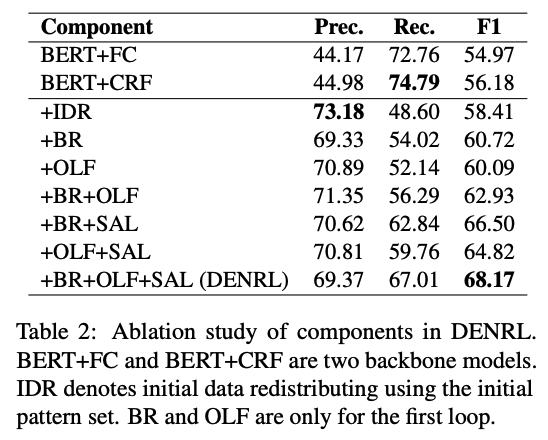 Component Prec. Rec. F1
BERT+FC 44.17 72.76 54.97
BERT+CRF 44.98 74.79 56.18
+IDR 73.18 48.60 58.41
+BR 69.33 54.02 60.72
+OLF 70.89 52.14 60.09
+BR+OLF 71.35 56.29 62.93
+BR+SAL 70.62 62.84 66.50
+OLF+SAL 70.81 59.76 64.82
+BR+OLF+SAL (DENRL) 69.37 67.01 68.17
Table 2: Ablation study of components in DENRL.
BERT+FC and BERT+CRF are two backbone models.
IDR denotes initial data redistributing using the initial
pattern set. BR and OLF are only for the first loop.